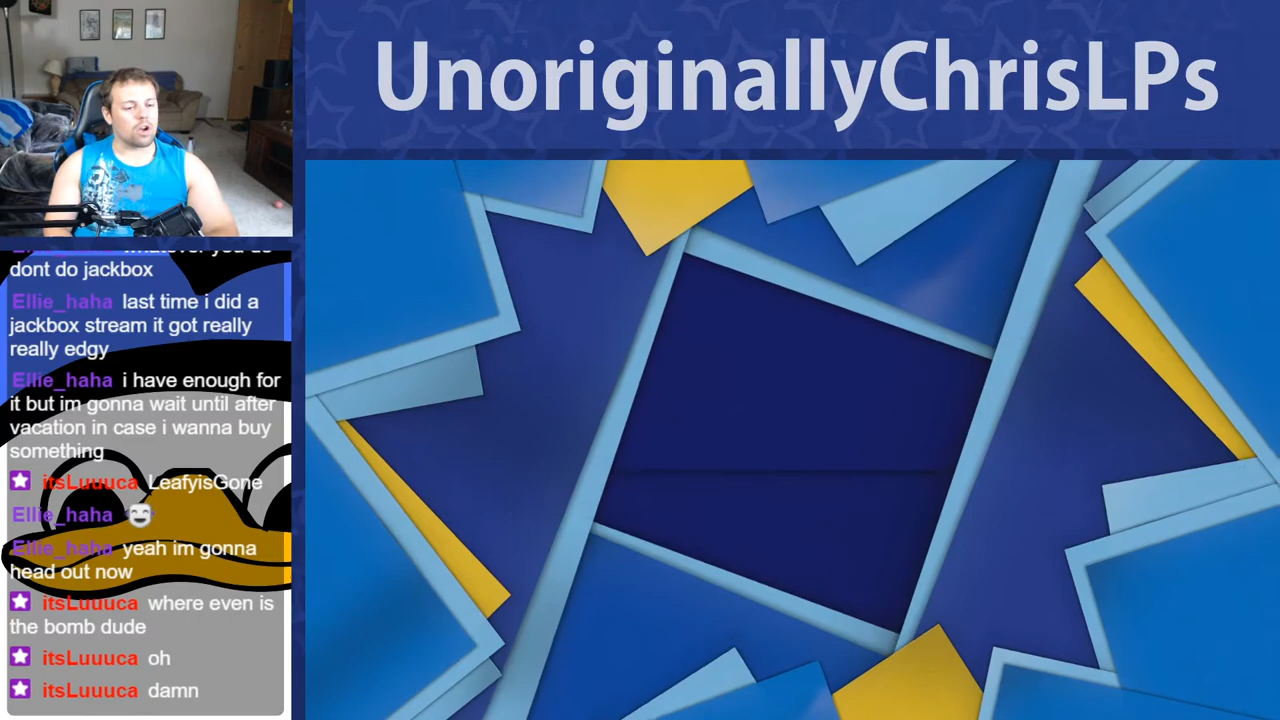 UnoriginallyChrisLPs
dont do jackbox
Ellie_haha last time i did a
jackbox stream it got really
really edgy
Ellie_haha i have enough for
it but im gonna wait until after
vacation in case i wanna buy
something
itsLuuuca LeafyisGone
Ellie_haha
Ellie_haha yeah im gonna
head out now
itsLuuuca where even is
the bomb dude
itsLuuuca oh
itsLuuuca damn